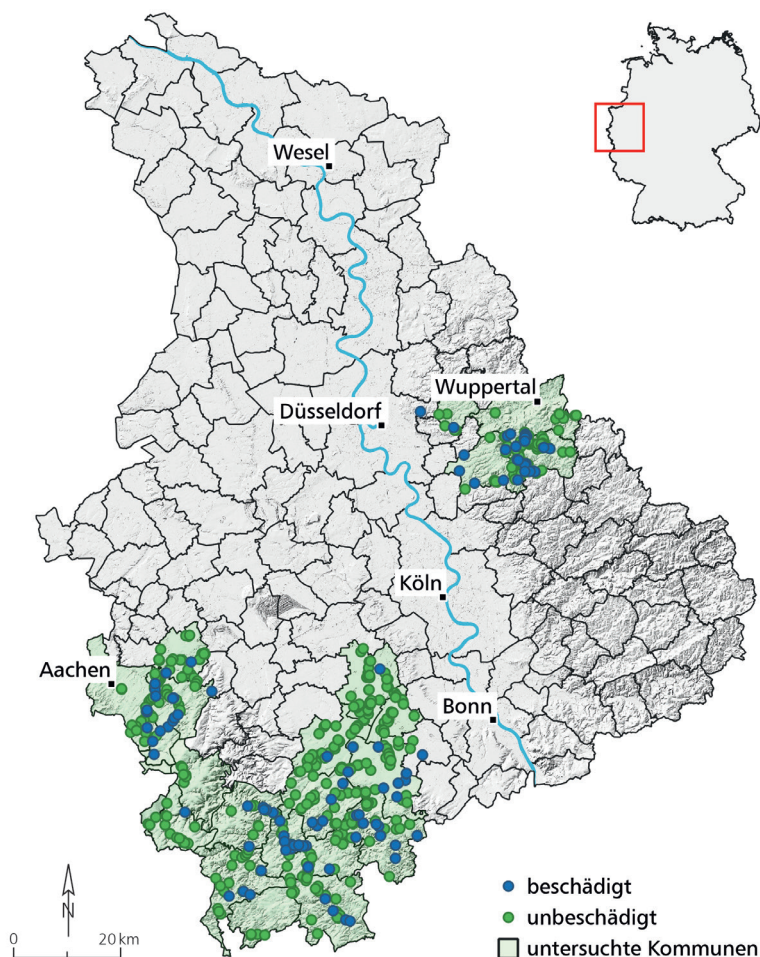 Wesel
Wuppertal
Düsseldorf
Köln
Aachen
Bonn
N
0 20 km
beschädigt
unbeschädigt
untersuchte Kommunen